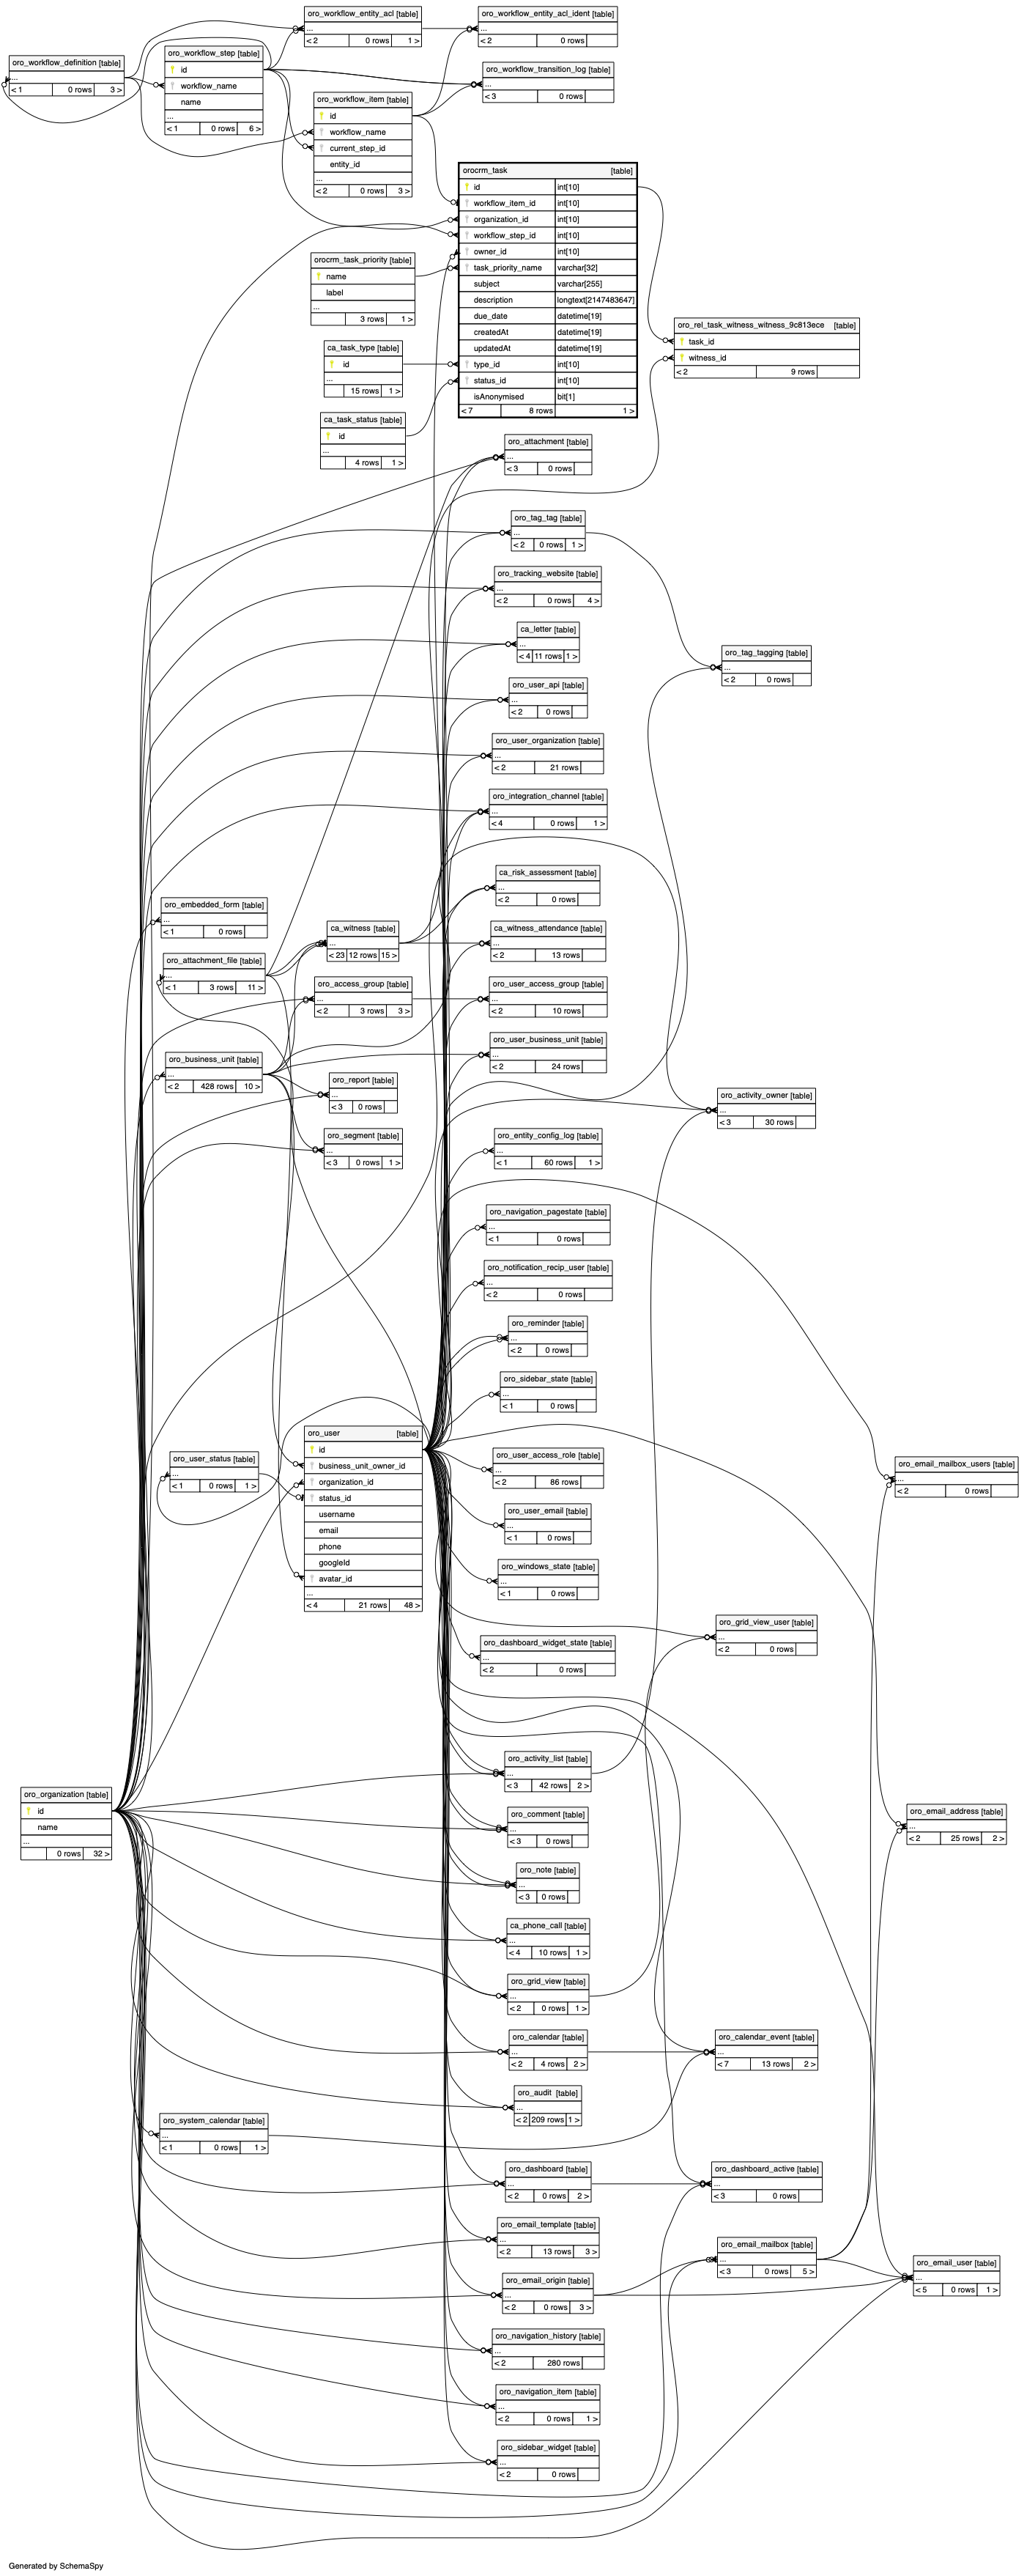 oro_workflow_entity_acl [table]
...
< 2 0 rows 1 >
oro_workflow_entity_acl_ident [table]
...
< 2 0 rows
oro_workflow_definition [table]
...
< 1 0 rows 3 >
oro_workflow_step [table]
id
workflow_name
name
...
< 1 0 rows 6 >
oro_workflow_transition_log [table]
...
< 3 0 rows
oro_workflow_item [table]
id
workflow_name
current_step_id
entity_id
...
< 2 0 rows 3 >
orocrm_task [table]
id int[10]
workflow_item_id int[10]
organization_id int[10]
workflow_step_id int[10]
owner_id int[10]
task_priority_name varchar[32]
subject varchar[255]
description longtext[2147483647]
due_date datetime[19]
createdAt datetime[19]
updatedAt datetime[19]
type_id int[10]
status_id int[10]
isAnonymised bit[1]
< 7 8 rows 1 >
orocrm_task_priority [table]
name
label
...
3 rows 1 >
oro_rel_task_witness_witness_9c813ece [table]
task_id
witness_id
< 2 9 rows
ca_task_type [table]
id
...
15 rows 1 >
ca_task_status [table]
id
...
4 rows 1 >
oro_attachment [table]
...
< 3 0 rows
oro_tag_tag [table]
...
< 2 0 rows 1 >
oro_tracking_website [table]
...
< 2 0 rows 4 >
ca_letter [table]
...
< 4 11 rows 1 >
oro_tag_tagging [table]
...
< 2 0 rows
oro_user_api [table]
...
< 2 0 rows
oro_user_organization [table]
...
< 2 21 rows
oro_integration_channel [table]
...
< 4 0 rows 1 >
ca_risk_assessment [table]
...
< 2 0 rows
oro_embedded_form [table]
...
< 1 0 rows
ca_witness [table]
...
< 23 12 rows 15 >
ca_witness_attendance [table]
...
< 2 13 rows
oro_attachment_file [table]
...
< 1 3 rows 11 >
oro_access_group [table]
...
< 2 3 rows 3 >
oro_user_access_group [table]
...
< 2 10 rows
oro_user_business_unit [table]
...
< 2 24 rows
oro_business_unit [table]
...
< 2 428 rows 10 >
oro_report [table]
...
< 3 0 rows
oro_activity_owner [table]
...
< 3 30 rows
oro_segment [table]
...
< 3 0 rows 1 >
oro_entity_config_log [table]
...
< 1 60 rows 1 >
oro_navigation_pagestate [table]
...
< 1 0 rows
oro_notification_recip_user [table]
...
< 2 0 rows
oro_reminder [table]
...
< 2 0 rows
oro_sidebar_state [table]
...
< 1 0 rows
oro_user [table]
id
business_unit_owner_id
organization_id
status_id
username
email
phone
googleId
avatar_id
...
< 4 21 rows 48 >
oro_user_status [table]
...
< 1 0 rows 1 >
oro_user_access_role [table]
...
< 2 86 rows
oro_email_mailbox_users [table]
...
< 2 0 rows
oro_user_email [table]
...
< 1 0 rows
oro_windows_state [table]
...
< 1 0 rows
oro_grid_view_user [table]
...
< 2 0 rows
oro_dashboard_widget_state [table]
...
< 2 0 rows
oro_activity_list [table]
...
< 3 42 rows 2 >
oro_organization [table]
id
name
...
0 rows 32 >
oro_comment [table]
...
< 3 0 rows
oro_email_address [table]
...
< 2 25 rows 2 >
oro_note [table]
...
< 3 0 rows
ca_phone_call [table]
...
< 4 10 rows 1 >
oro_grid_view [table]
...
< 2 0 rows 1 >
oro_calendar [table]
...
< 2 4 rows 2 >
oro_calendar_event [table]
...
< 7 13 rows 2 >
oro_audit [table]
...
< 2 209 rows 1 >
oro_system_calendar [table]
...
< 1 0 rows 1 >
oro_dashboard [table]
...
< 2 0 rows 2 >
oro_dashboard_active [table]
...
< 3 0 rows
oro_email_template [table]
...
< 2 13 rows 3 >
oro_email_mailbox [table]
...
< 3 0 rows 5 >
oro_email_user [table]
...
< 5 0 rows 1 >
oro_email_origin [table]
...
< 2 0 rows 3 >
oro_navigation_history [table]
...
< 2 280 rows
oro_navigation_item [table]
...
< 2 0 rows 1 >
oro_sidebar_widget [table]
...
< 2 0 rows
Generated by SchemaSpy